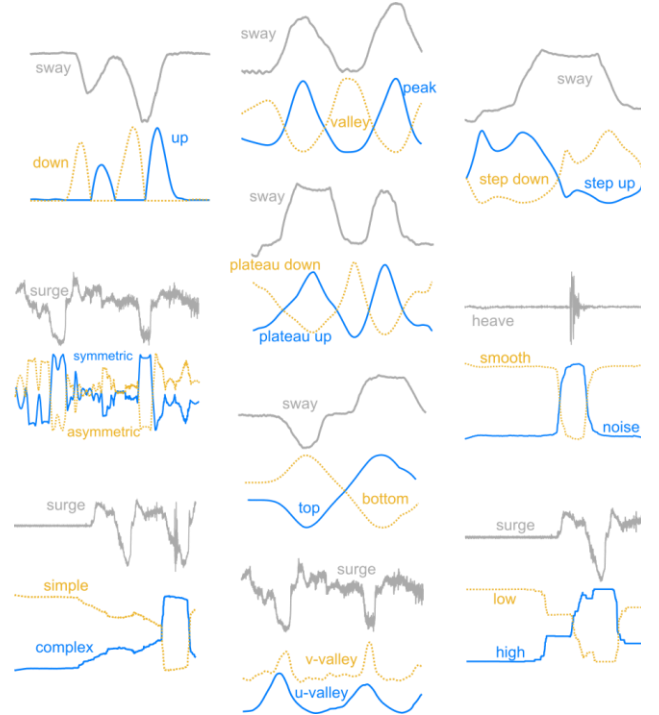 sway
down
up
surge
symmetric
asymmetric
surge
simple
complex
sway
peak
valley
sway
plateau down
plateau up
sway
top
bottom
surge
v-valley
u-valley
sway
step down
step up
heave
smooth
noise
surge
low
high